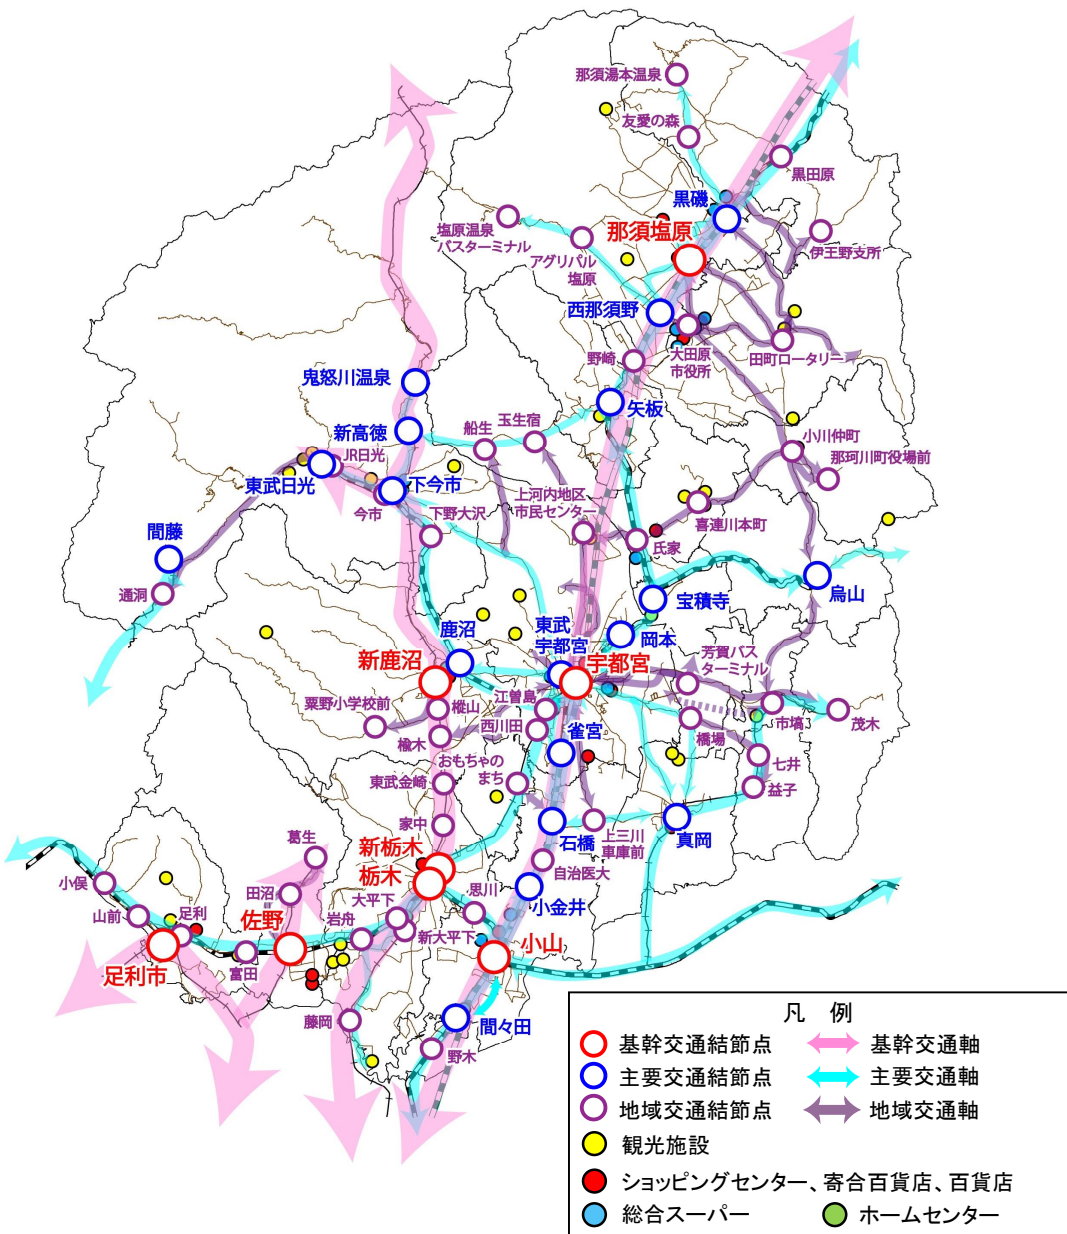 那須湯本温泉
友愛の森
黒田原
黒磯
塩原温泉
バスターミナル
那須塩原
伊王野支所
アグリパル
塩原
西那須野
野崎
大田原
市役所
田町ロータリー
鬼怒川温泉
矢板
船生
玉生宿
小川仲町
新高徳
JR日光
那珂川町役場前
東武日光
下今市
今市
上河内地区
市民センター
下野大沢
喜連川本町
間藤
氏家
通洞
烏山
宝積寺
鹿沼
東武
宇都宮
岡本
新鹿沼
宇都宮
芳賀バス
ターミナル
粟野小学校前
樅山
江曽島
西川田
市塙
茂木
楡木
雀宮
橋場
おもちゃの
まち
七井
東武金崎
益子
家中
石橋
上三川
車庫前
真岡
葛生
新栃木
栃木
自治医大
小俣
田沼
大平下
思川
小金井
山前
足利
佐野
岩舟
新大平下
小山
足利市
富田
藤岡
間々田
野木
凡 例
基幹交通結節点 基幹交通軸
主要交通結節点 主要交通軸
地域交通結節点 地域交通軸
観光施設
ショッピングセンター、寄合百貨店、百貨店
総合スーパー ホームセンター